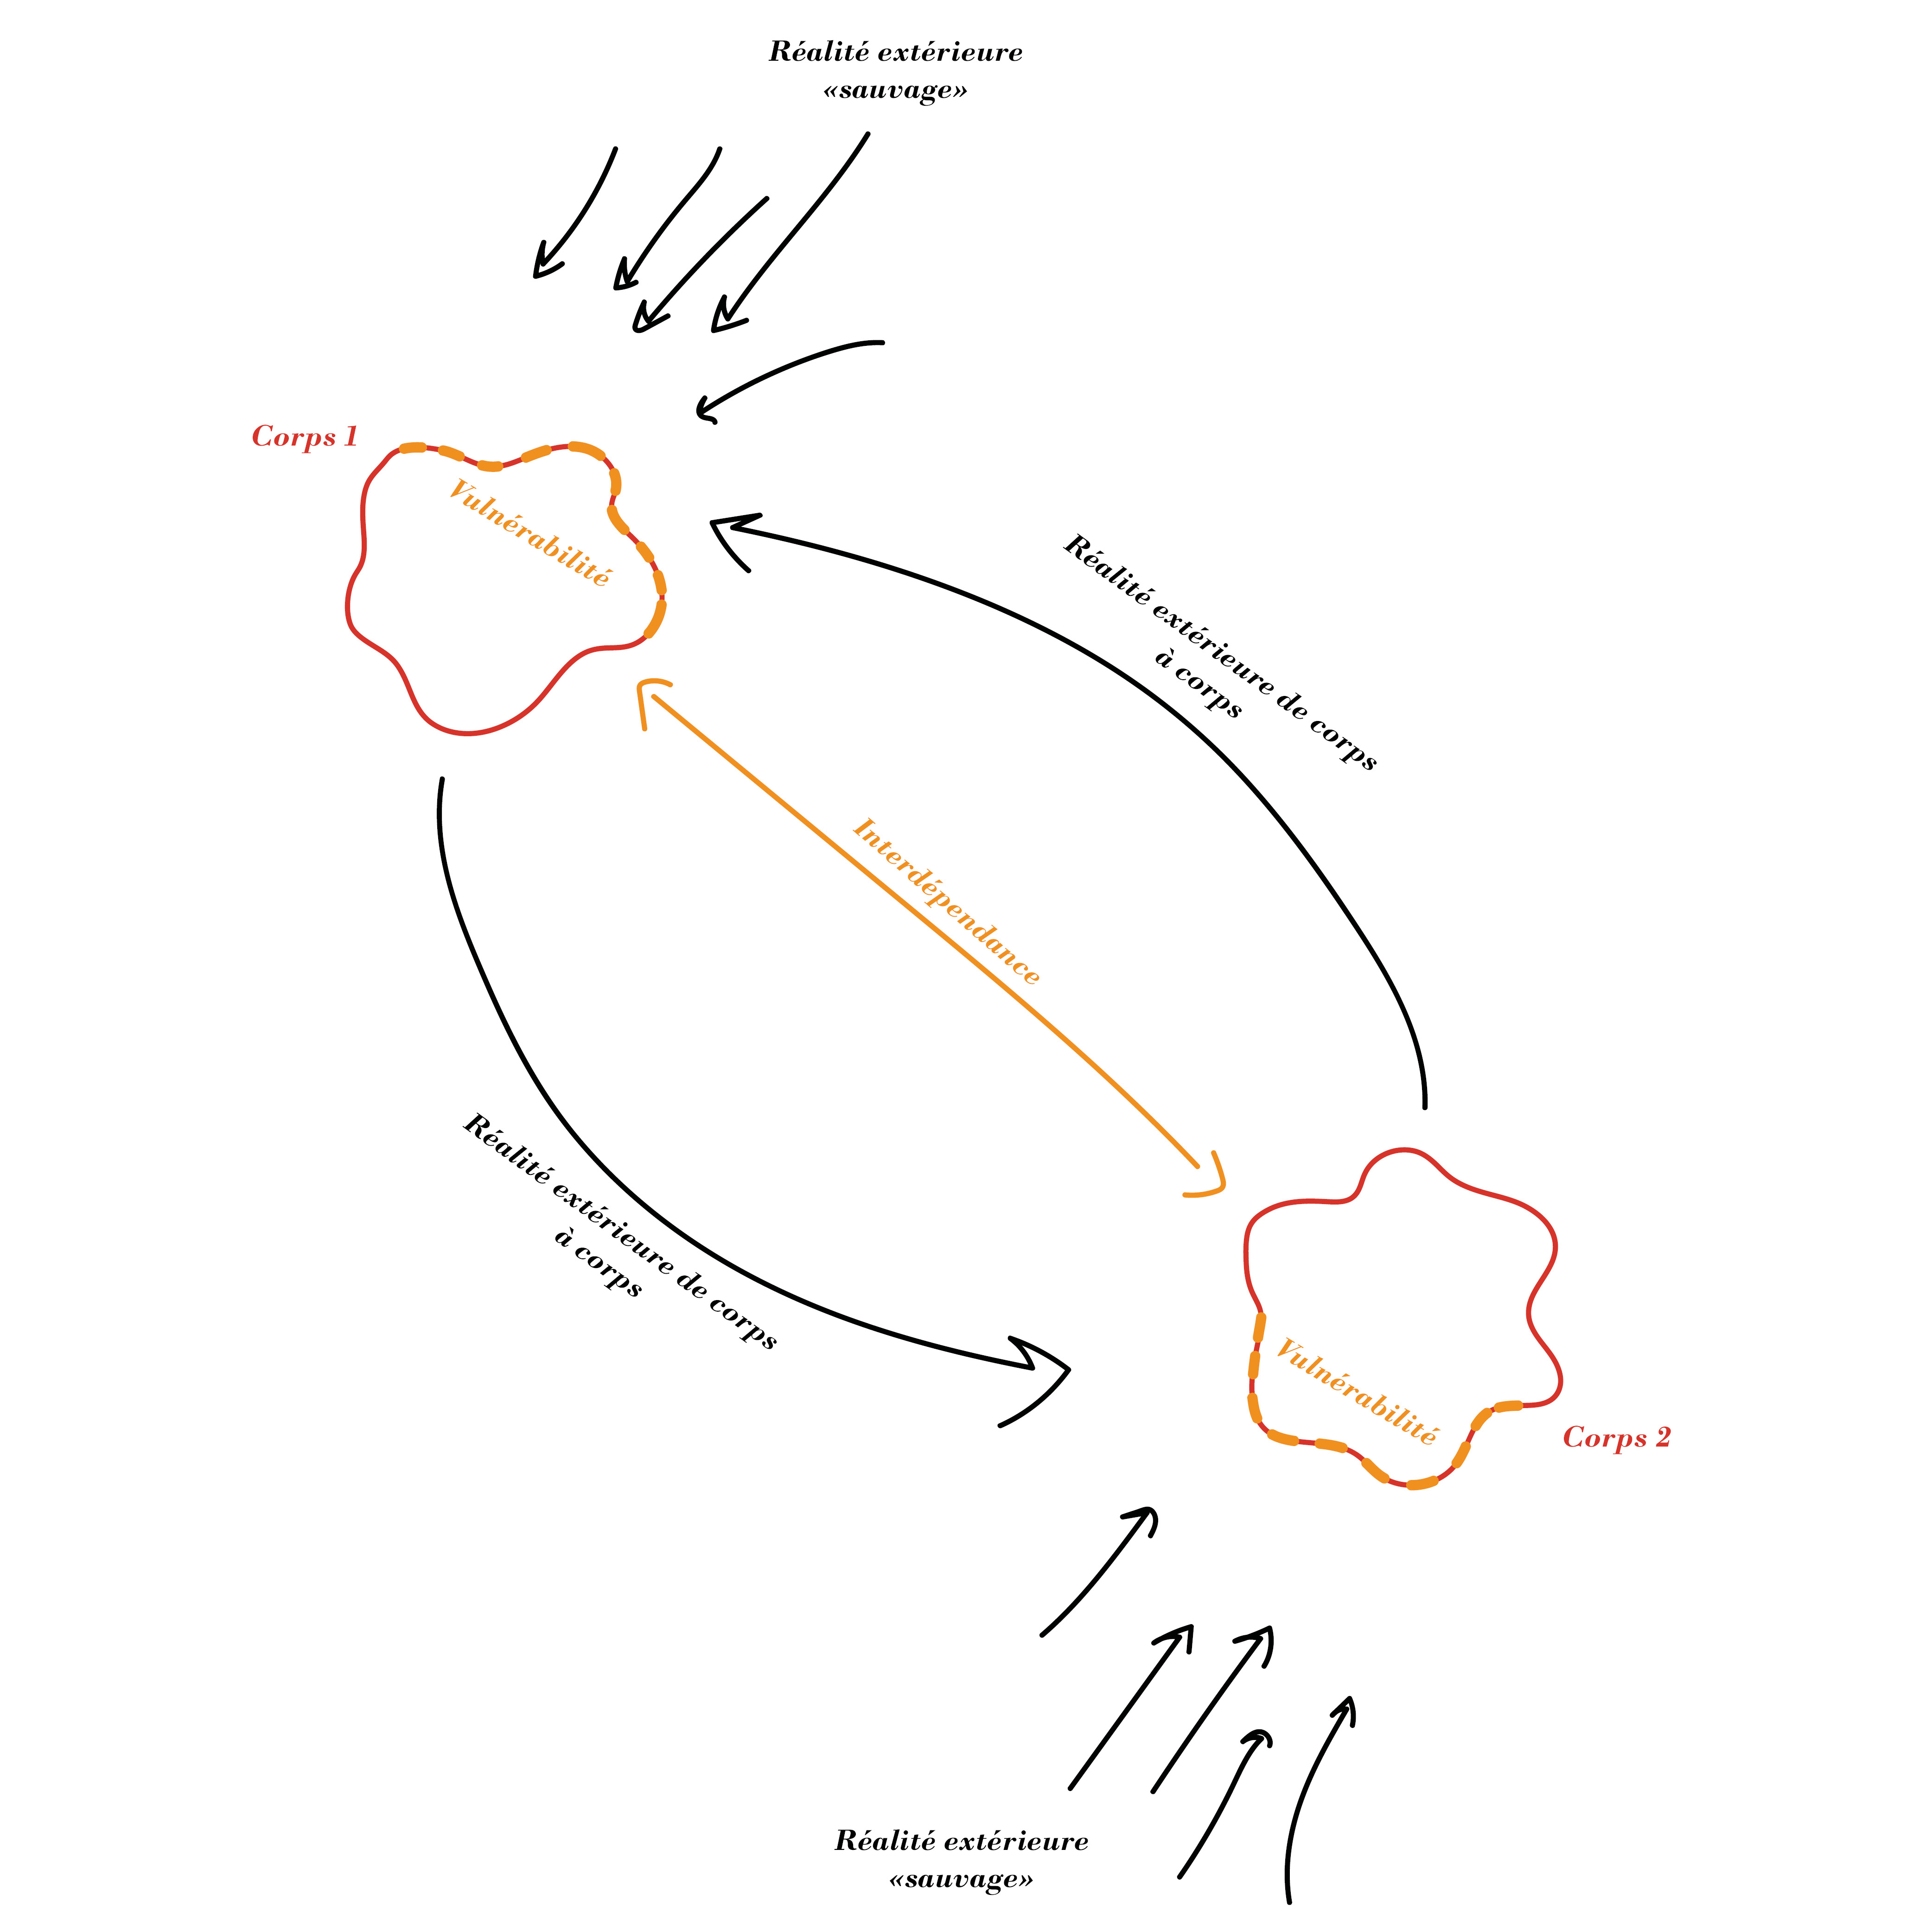 Réalité extérieure
«sauvage»
Corps 1
Vulnérabilité
Réalité extérieure de corps
à corps
Interdépendance
Réalité extérieure de corps
à corps
Vulnérabilité
Corps 2
Réalité extérieure
«sauvage»